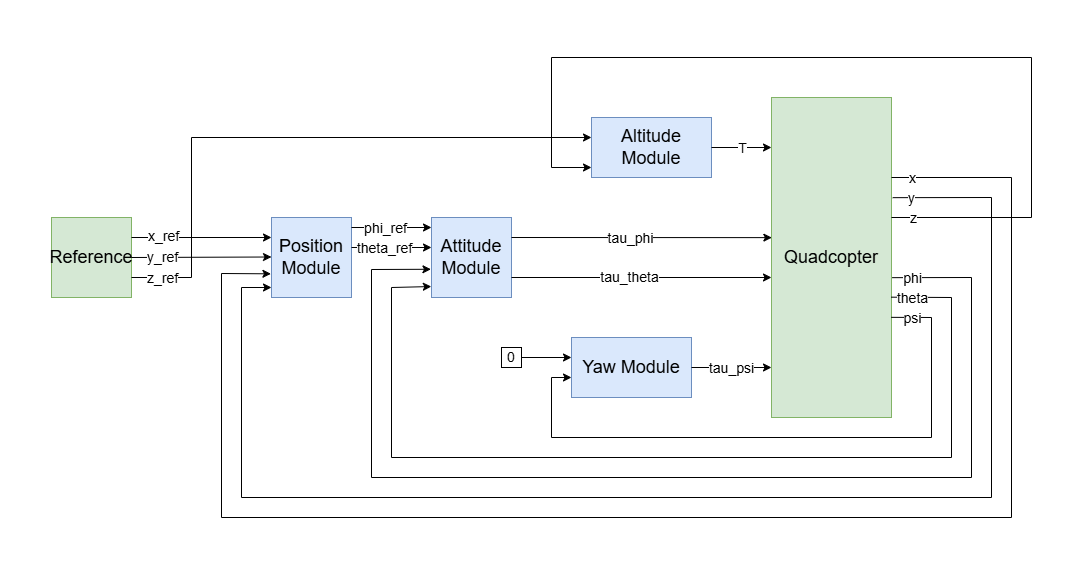 Altitude
Module
T
x
y
z
Reference
x_ref
y_ref
z_ref
Position
Module
phi_ref
theta_ref
Attitude
Module
tau_phi
tau_theta
Quadcopter
phi
theta
psi
0
Yaw Module
tau_psi